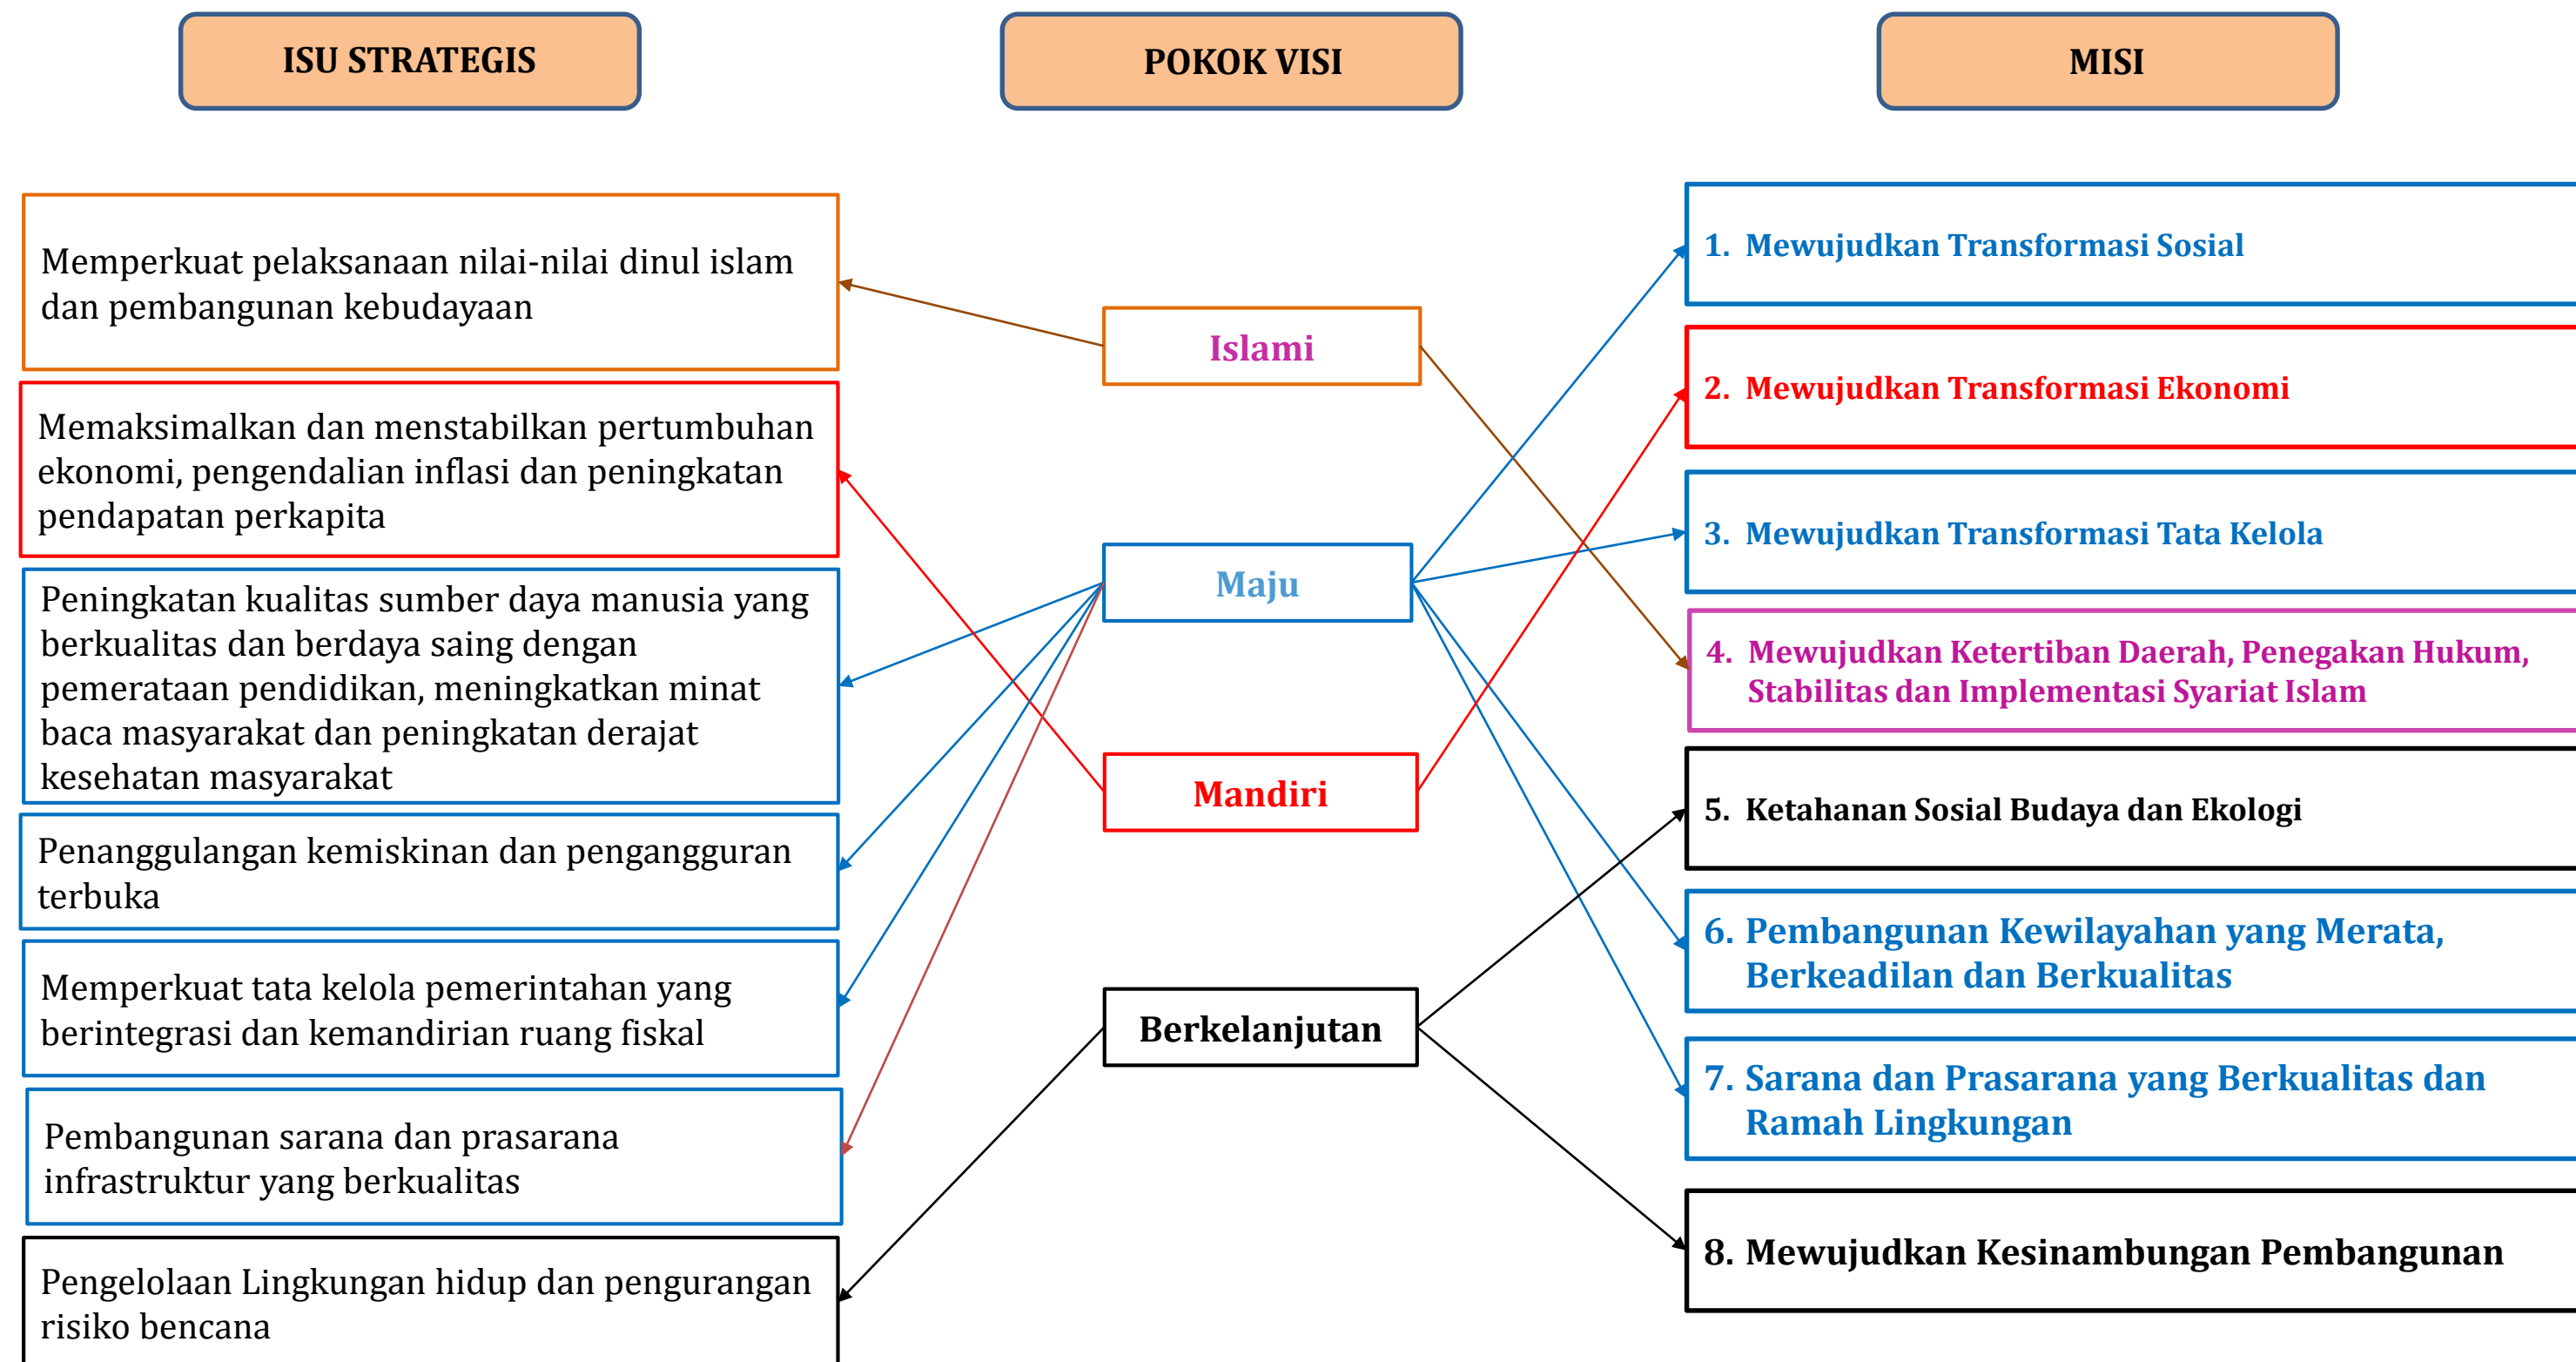 ISU STRATEGIS
POKOK VISI
MISI
Memperkuat pelaksanaan nilai-nilai dinul islam
dan pembangunan kebudayaan
Memaksimalkan dan menstabilkan pertumbuhan
ekonomi, pengendalian inflasi dan peningkatan
pendapatan perkapita
Peningkatan kualitas sumber daya manusia yang
berkualitas dan berdaya saing dengan
pemerataan pendidikan, meningkatkan minat
baca masyarakat dan peningkatan derajat
kesehatan masyarakat
Penanggulangan kemiskinan dan pengangguran
terbuka
Memperkuat tata kelola pemerintahan yang
berintegrasi dan kemandirian ruang fiskal
Pembangunan sarana dan prasarana
infrastruktur yang berkualitas
Pengelolaan Lingkungan hidup dan pengurangan
risiko bencana
Islami
Maju
Mandiri
Berkelanjutan
1. Mewujudkan Transformasi Sosial
2. Mewujudkan Transformasi Ekonomi
3. Mewujudkan Transformasi Tata Kelola
4. Mewujudkan Ketertiban Daerah, Penegakan Hukum,
Stabilitas dan Implementasi Syariat Islam
5. Ketahanan Sosial Budaya dan Ekologi
6. Pembangunan Kewilayahan yang Merata,
Berkeadilan dan Berkualitas
7. Sarana dan Prasarana yang Berkualitas dan
Ramah Lingkungan
8. Mewujudkan Kesinambungan Pembangunan